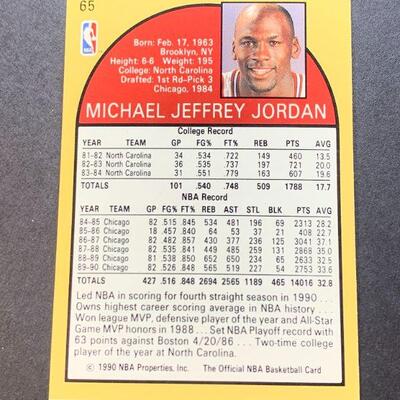 65
NBA
Born: Feb. 17, 1963
Brooklyn, NY
Height: 6-6 Weight: 195
College: North Carolina
Drafted: 1st Rd-Pick 3
Chicago, 1984
MICHAEL JEFFREY JORDAN
College Record
YEAR TEAM GP FG% FT% REB PTS AVG
81-82 North Carolina 34 .534 .722 149 460 13.5
82-83 North Carolina 36 .535 .737 197 721 20.0
83-84 North Carolina 31 .551 .779 163 607 19.6
TOTALS 101 .540 .748 509 1788 17.7
NBA Record
YEAR TEAM GP FG% FT% REB AST STL BLK PTS AVG
84-85 Chicago 82 .515 .845 534 481 196 69 2313 28.2
85-86 Chicago 18 .457 .840 64 53 37 21 408 22.7
86-87 Chicago 82 .482 .857 430 377 236 125 3041 37.1
87-88 Chicago 82 .535 .841 449 485 259 131 2868 35.0
88-89 Chicago 81 .538 .850 652 650 234 65 2633 32.5
89-90 Chicago 82 .526 .848 565 519 227 54 2753 33.6
TOTALS 427 .516 .848 2694 2565 1189 465 14016 32.8
Led NBA in scoring for fourth straight season in 1990 . . .
Owns highest career scoring average in NBA history . . .
Won league MVP, defensive player of the year and All-Star
Game MVP honors in 1988 . . . Set NBA Playoff record with
63 points against Boston 4/20/86 . . . Two-time college
player of the year at North Carolina.
© 1990 NBA Properties, Inc. The Official NBA Basketball Card